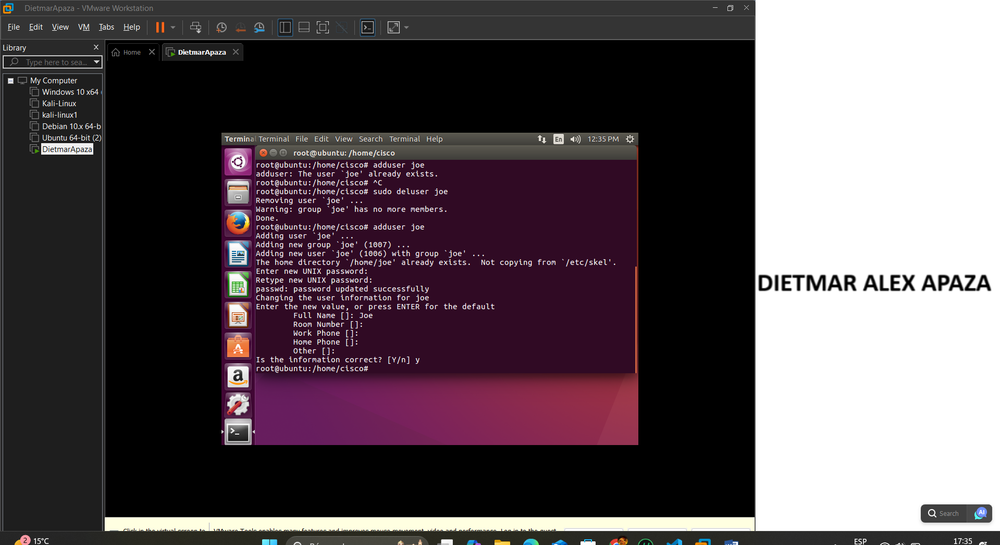 DietmarApaza - VMware Workstation
File Edit View VM Tabs Help
Library
Type here to sea...
My Computer
Windows 10 x64
Kali-Linux
kali-linux1
Debian 10.x 64-b
Ubuntu 64-bit (2)
DietmarApaza
Home
DietmarApaza
Terminal Terminal File Edit View Search Terminal Help
En
12:35 PM
root@ubuntu: /home/cisco
root@ubuntu:/home/cisco# adduser joe
adduser: The user `joe' already exists.
root@ubuntu:/home/cisco# ^C
root@ubuntu:/home/cisco# sudo deluser joe
Removing user `joe' ...
Warning: group `joe' has no more members.
Done.
root@ubuntu:/home/cisco# adduser joe
Adding user `joe' ...
Adding new group `joe' (1007) ...
Adding new user `joe' (1006) with group `joe' ...
The home directory `/home/joe' already exists.  Not copying from `/etc/skel'.
Enter new UNIX password:
Retype new UNIX password:
passwd: password updated successfully
Changing the user information for joe
Enter the new value, or press ENTER for the default
Full Name []: Joe
Room Number []:
Work Phone []:
Home Phone []:
Other []:
Is the information correct? [Y/n] y
root@ubuntu:/home/cisco#
DIETMAR ALEX APAZA
Search
AI
Click in the virtual screen to
VMware Tools enables many features and improves mouse movement, video and performance. Log in to the guest
2
15°C
ESP
17:35